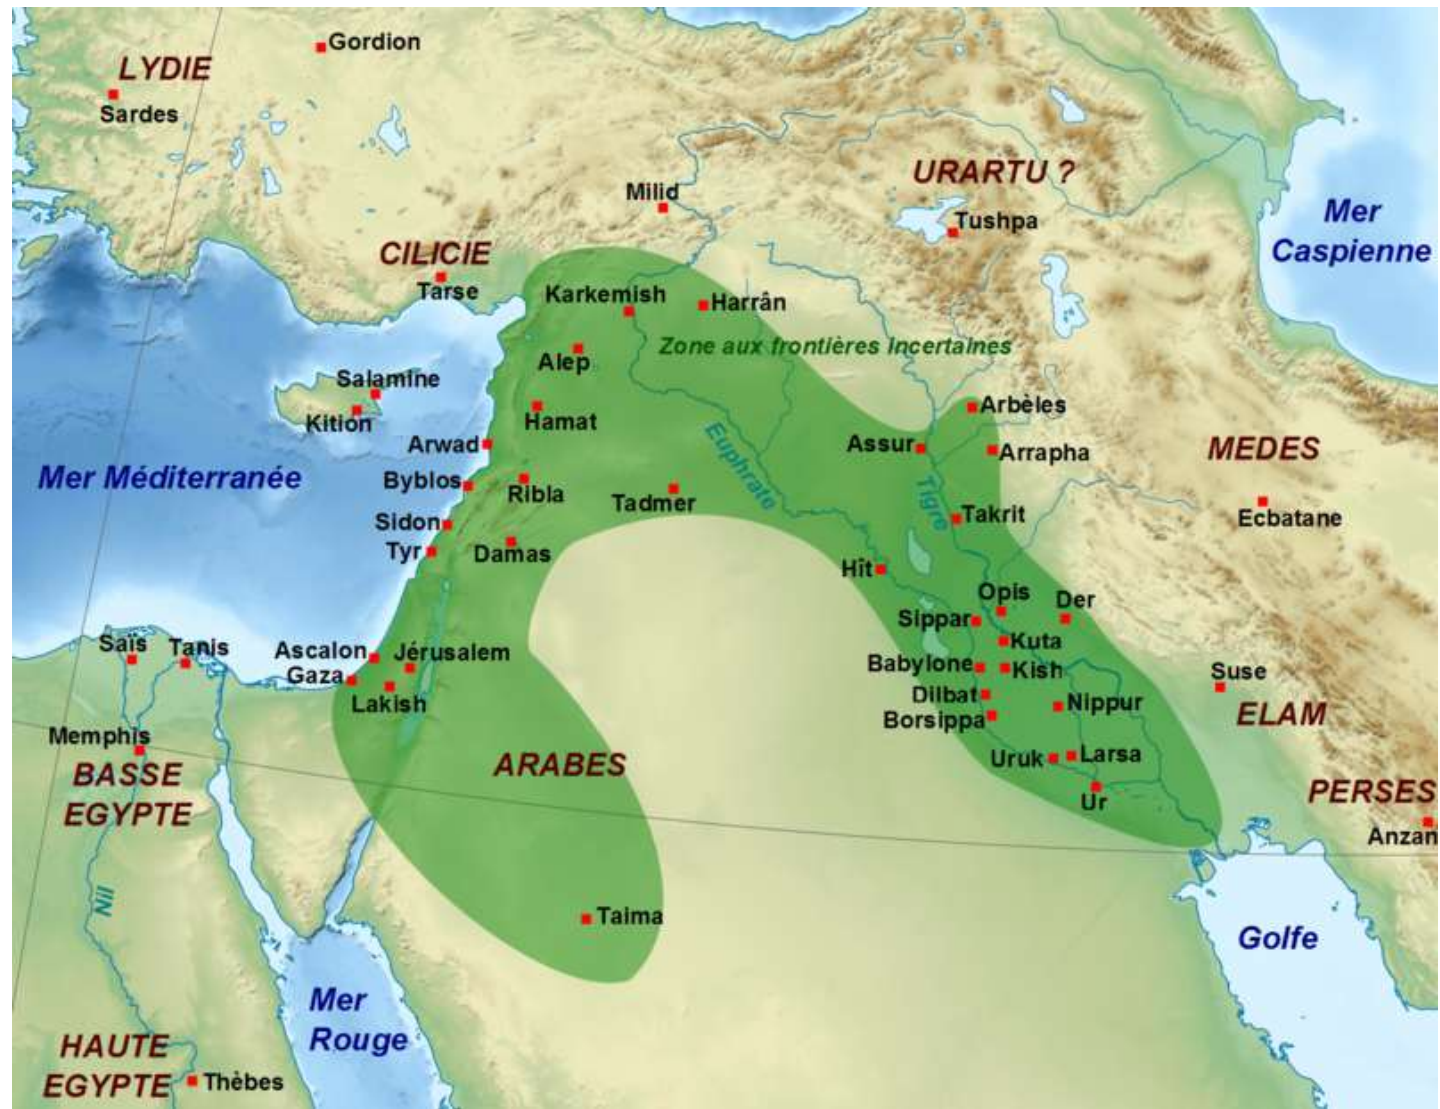 Gordion
LYDIE
Sardes
Milid
URARTU ?
Tushpa
Mer
Caspienne
CILICIE
Tarse
Karkemish
Harrân
Zone aux frontières incertaines
Alep
Salamine
Kition
Hamat
Arbèles
Arwad
Assur
Arrapha
MEDES
Mer Méditerranée
Byblos
Ribla
Tadmer
Euphrate
Tigre
Ecbatane
Sidon
Takrit
Tyr
Damas
Hît
Opis
Der
Sippar
Kuta
Saïs
Tanis
Ascalon
Jérusalem
Gaza
Lakish
Babylone
Kish
Suse
Dilbat
Nippur
Borsippa
ELAM
Memphis
BASSE
EGYPTE
ARABES
Uruk
Larsa
Ur
PERSES
Anzan
Nil
Taima
Golfe
Mer
Rouge
HAUTE
EGYPTE
Thèbes